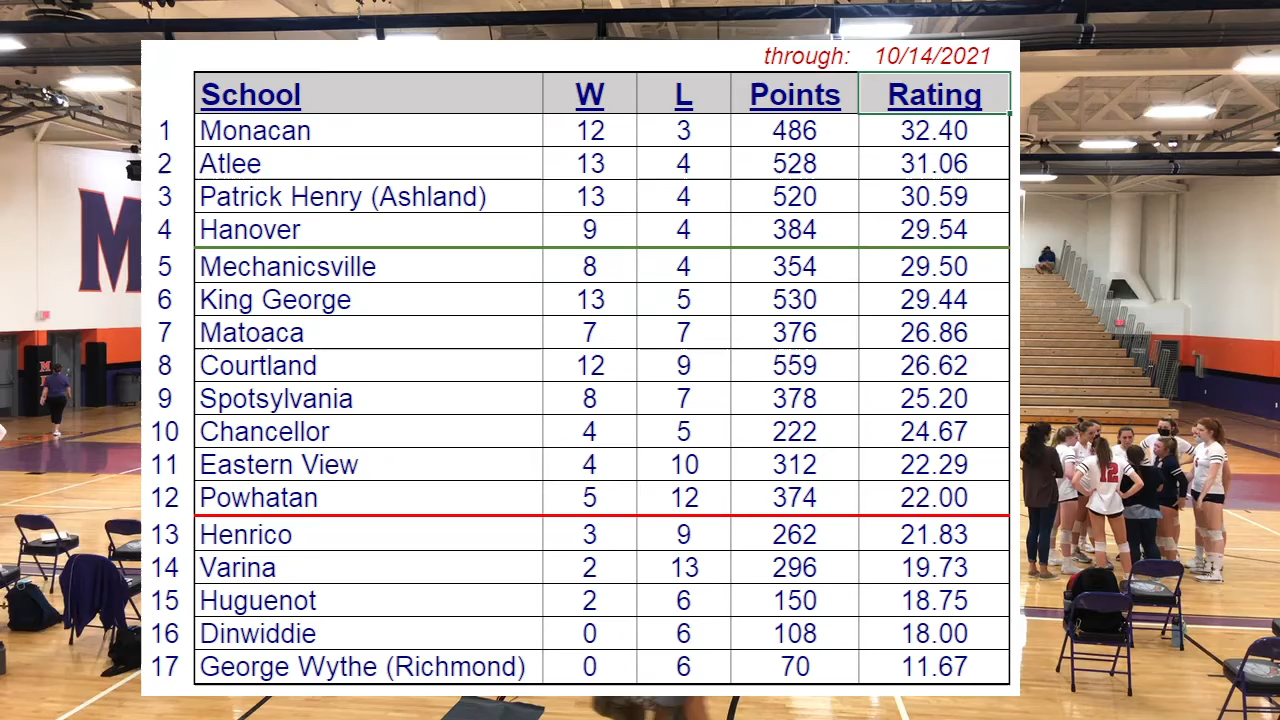 through: 10/14/2021
School W L Points Rating
1 Monacan 12 3 486 32.40
2 Atlee 13 4 528 31.06
3 Patrick Henry (Ashland) 13 4 520 30.59
4 Hanover 9 4 384 29.54
5 Mechanicsville 8 4 354 29.50
6 King George 13 5 530 29.44
7 Matoaca 7 7 376 26.86
8 Courtland 12 9 559 26.62
9 Spotsylvania 8 7 378 25.20
10 Chancellor 4 5 222 24.67
11 Eastern View 4 10 312 22.29
12 Powhatan 5 12 374 22.00
13 Henrico 3 9 262 21.83
14 Varina 2 13 296 19.73
15 Huguenot 2 6 150 18.75
16 Dinwiddie 0 6 108 18.00
17 George Wythe (Richmond) 0 6 70 11.67
M
M
12